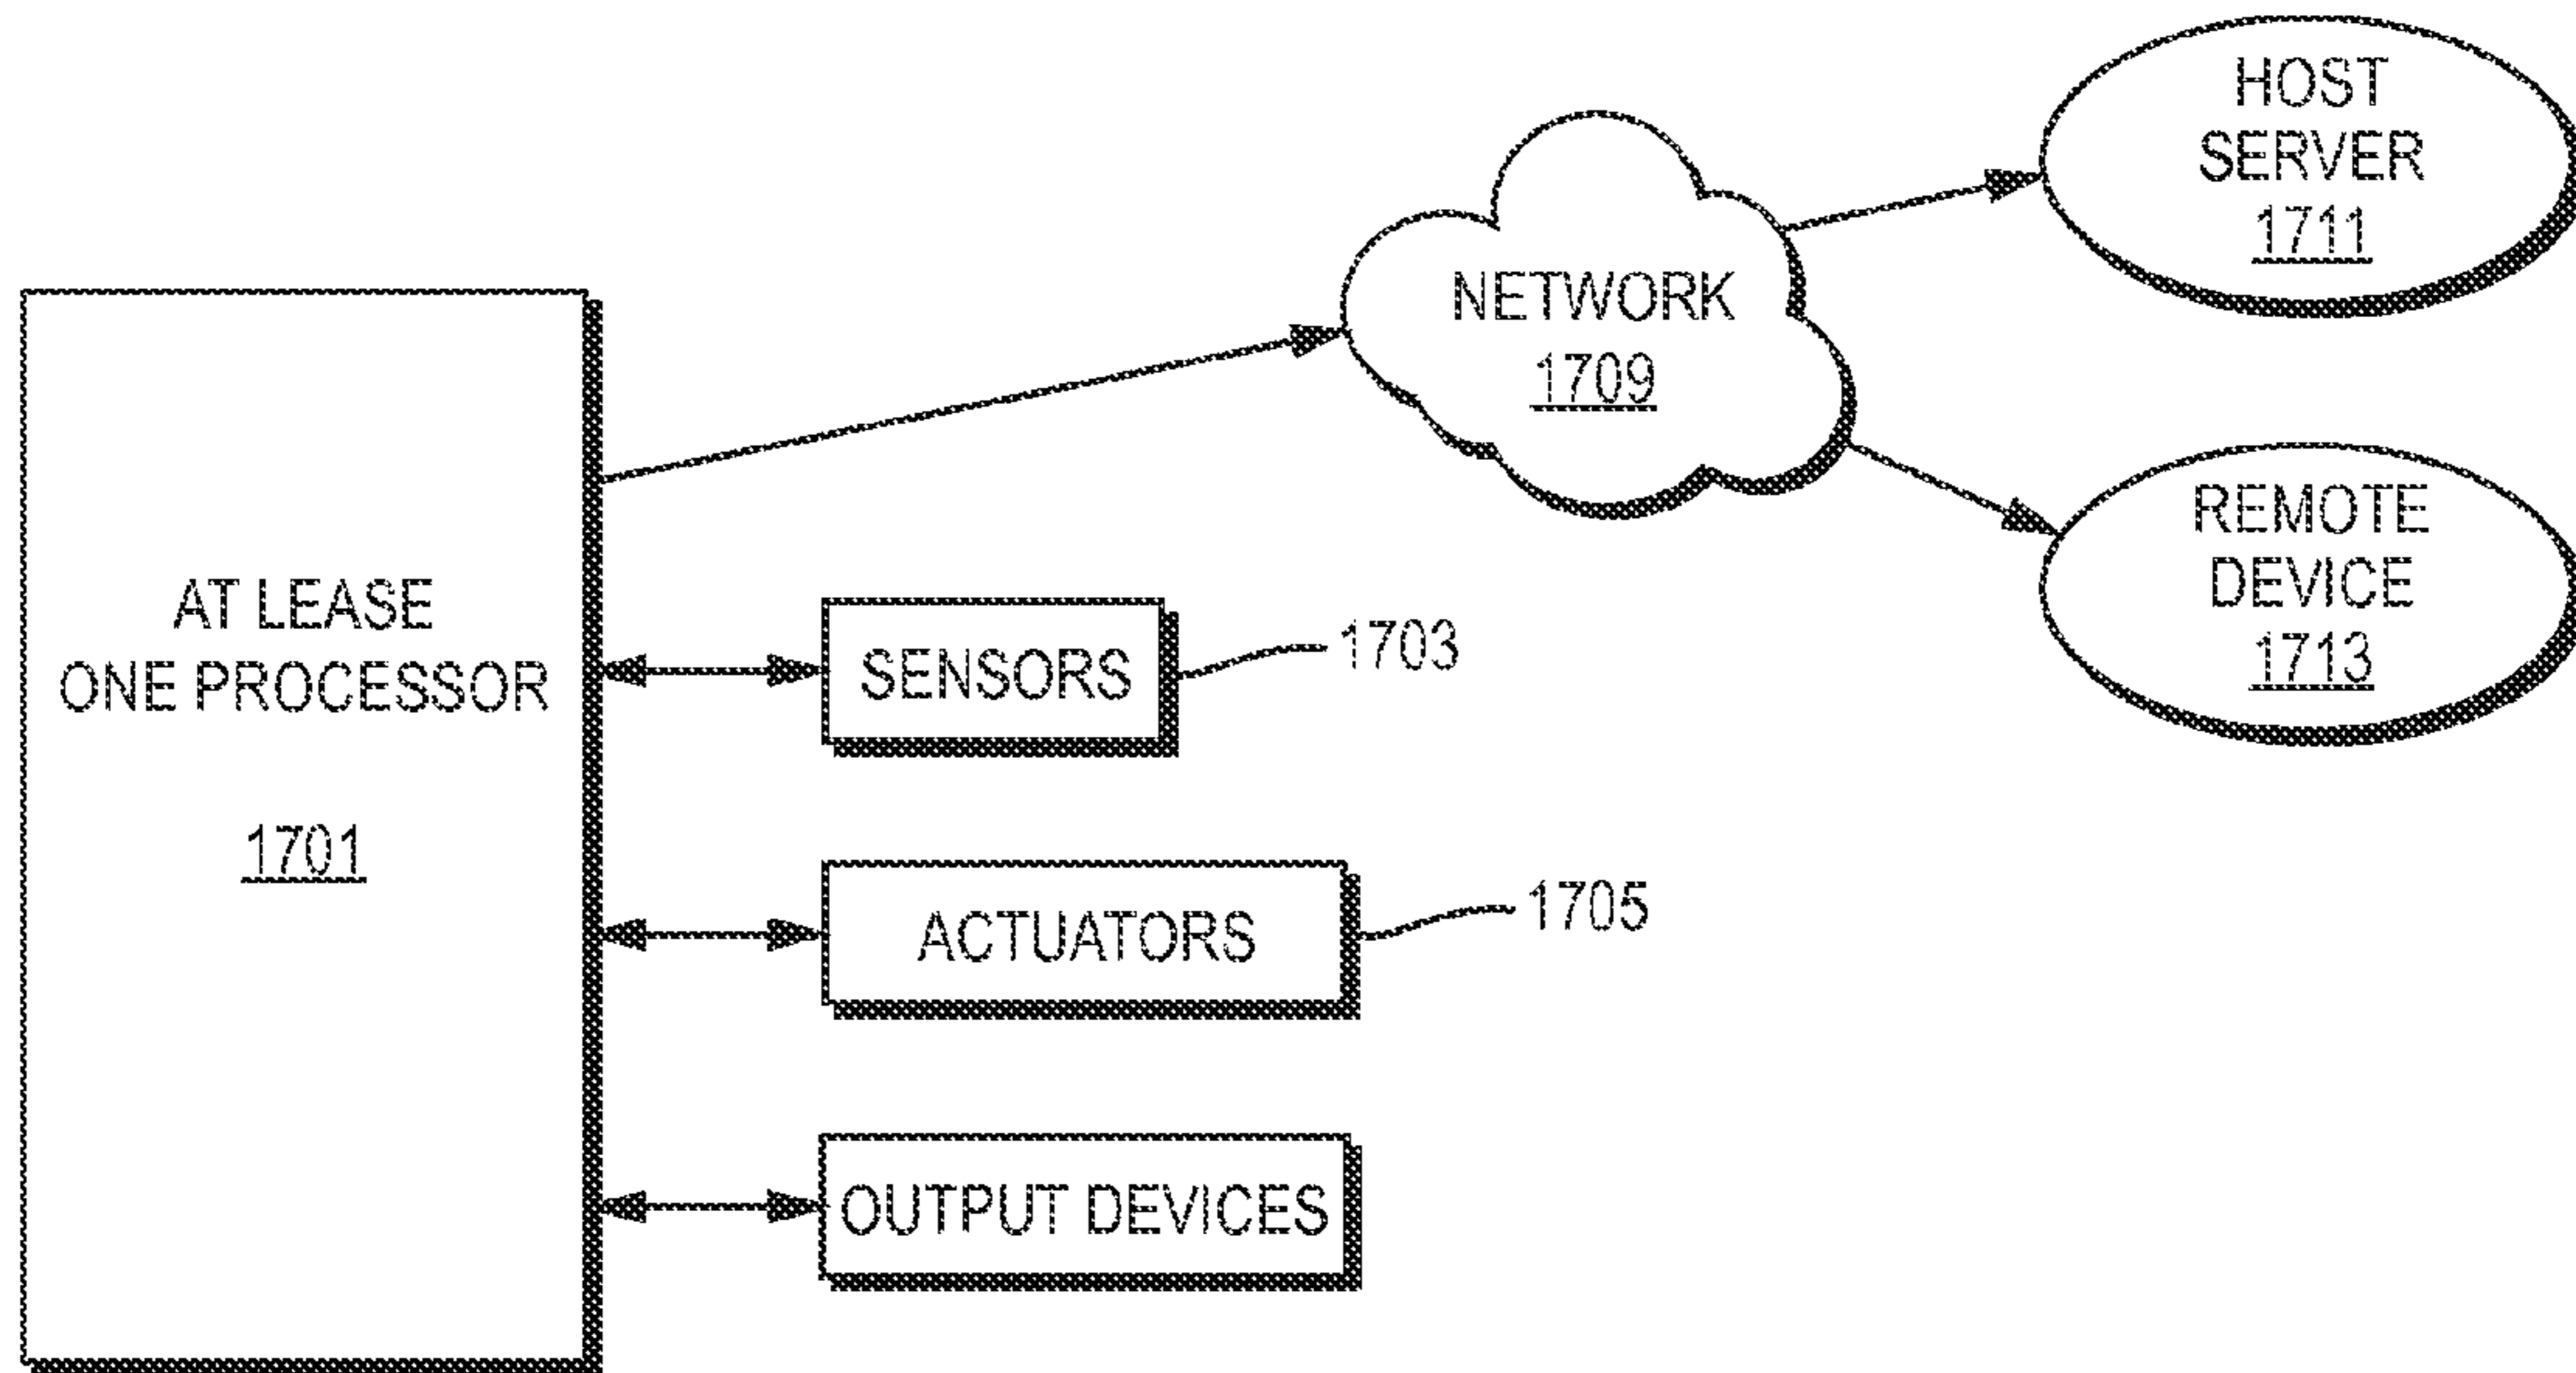 HOST
SERVER
1711
NETWORK
1709
REMOTE
DEVICE
1713
AT LEASE
ONE PROCESSOR
1701
SENSORS
1703
ACTUATORS
1705
OUTPUT DEVICES